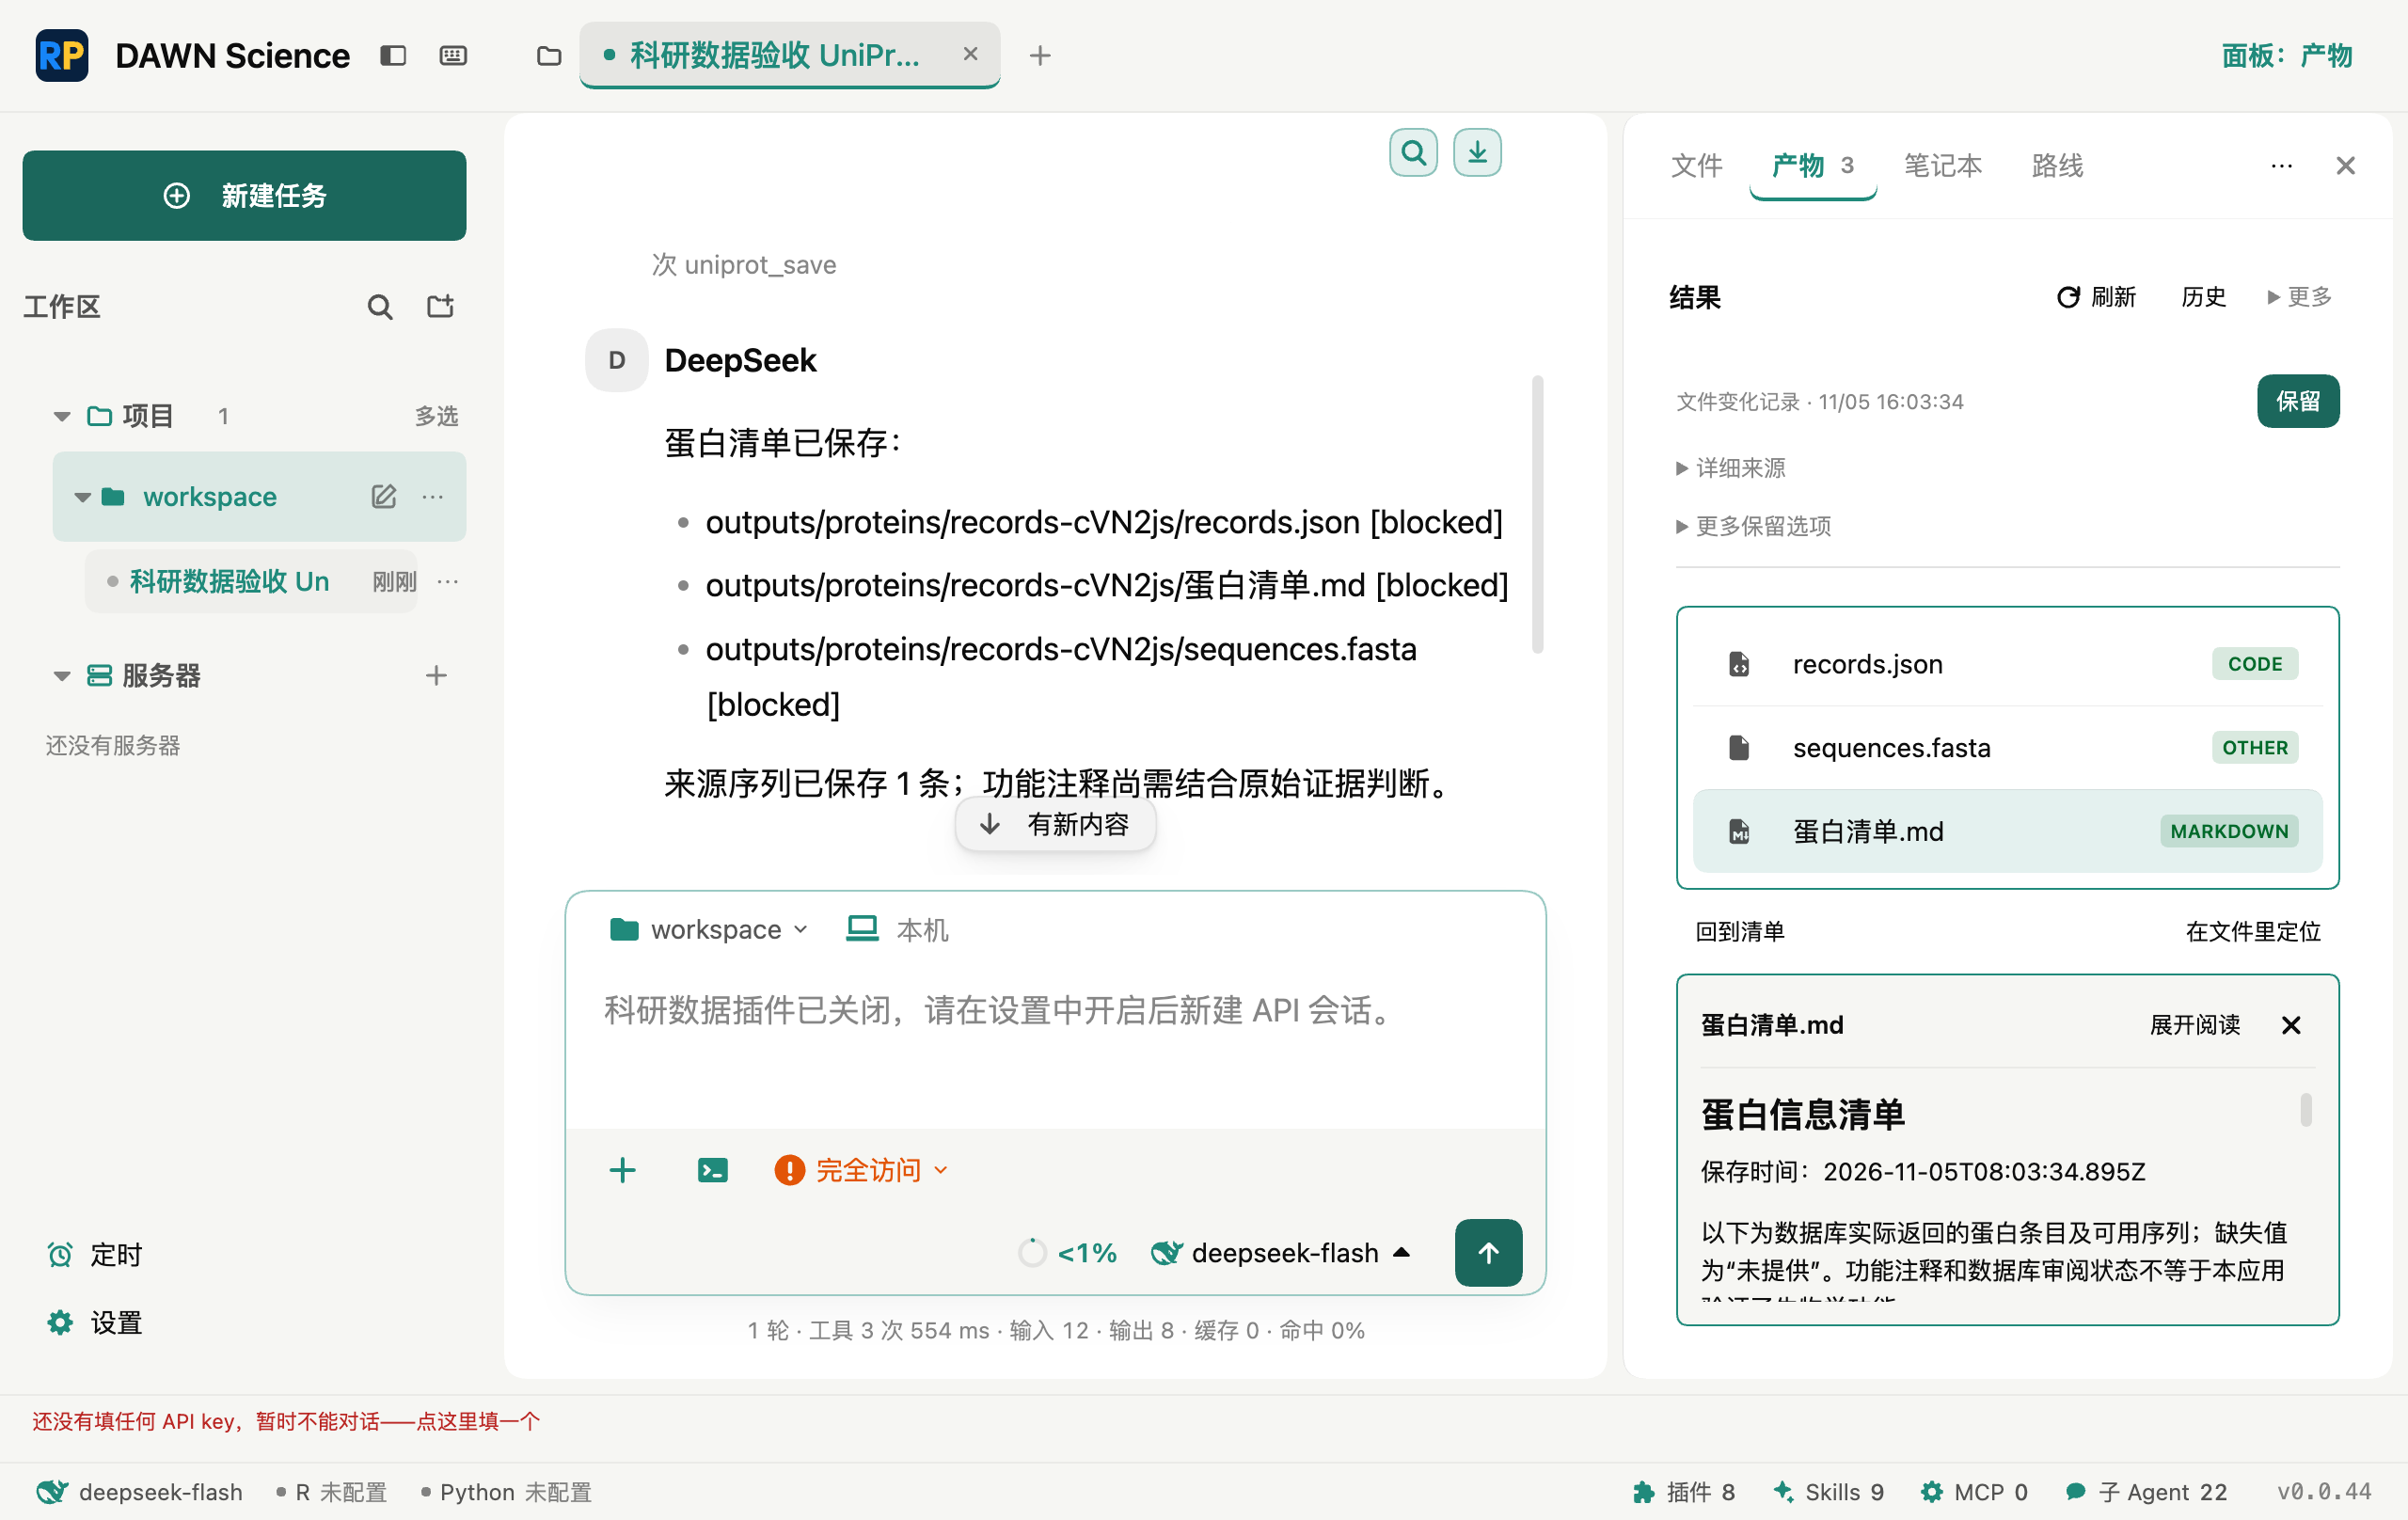 RP DAWN Science
科研数据验收 UniPr...
面板：产物
新建任务
工作区
项目 1 多选
workspace
科研数据验收 Un 刚刚
服务器
还没有服务器
定时
设置
次 uniprot_save
D DeepSeek
蛋白清单已保存：
outputs/proteins/records-cVN2js/records.json [blocked]
outputs/proteins/records-cVN2js/蛋白清单.md [blocked]
outputs/proteins/records-cVN2js/sequences.fasta
[blocked]
来源序列已保存 1 条；功能注释尚需结合原始证据判断。
有新内容
workspace 本机
科研数据插件已关闭，请在设置中开启后新建 API 会话。
完全访问
<1% deepseek-flash
1 轮 · 工具 3 次 554 ms · 输入 12 · 输出 8 · 缓存 0 · 命中 0%
文件 产物 3 笔记本 路线
结果 刷新 历史 更多
文件变化记录 · 11/05 16:03:34 保留
详细来源
更多保留选项
records.json CODE
sequences.fasta OTHER
蛋白清单.md MARKDOWN
回到清单 在文件里定位
蛋白清单.md 展开阅读
蛋白信息清单
保存时间：2026-11-05T08:03:34.895Z
以下为数据库实际返回的蛋白条目及可用序列；缺失值
为“未提供”。功能注释和数据库审阅状态不等于本应用
还没有填任何 API key，暂时不能对话——点这里填一个
deepseek-flash R 未配置 Python 未配置
插件 8 Skills 9 MCP 0 子 Agent 22 v0.0.44